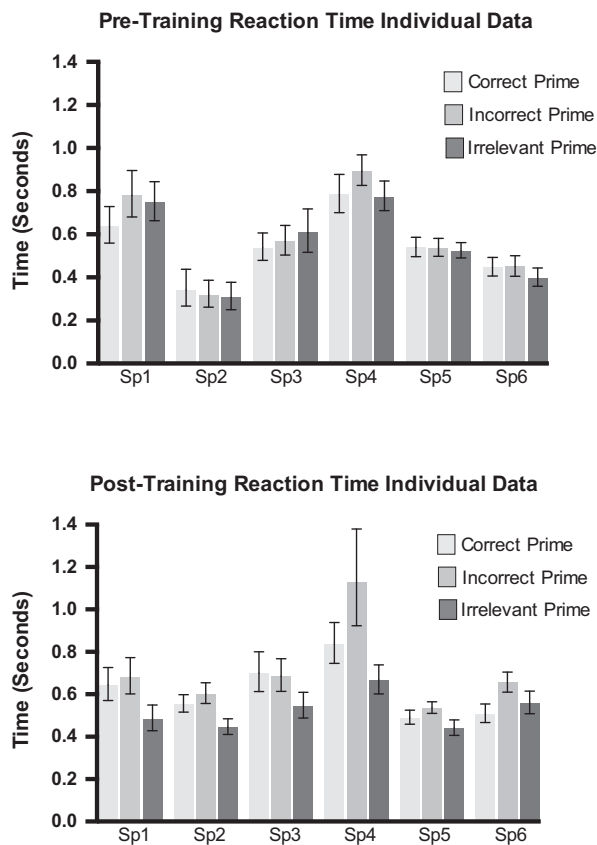 Pre-Training Reaction Time Individual Data
1.4
1.2
1.0
0.8
0.6
0.4
0.2
0.0
Time (Seconds)
Correct Prime
Incorrect Prime
Irrelevant Prime
Sp1 Sp2 Sp3 Sp4 Sp5 Sp6
Post-Training Reaction Time Individual Data
1.4
1.2
1.0
0.8
0.6
0.4
0.2
0.0
Time (Seconds)
Correct Prime
Incorrect Prime
Irrelevant Prime
Sp1 Sp2 Sp3 Sp4 Sp5 Sp6